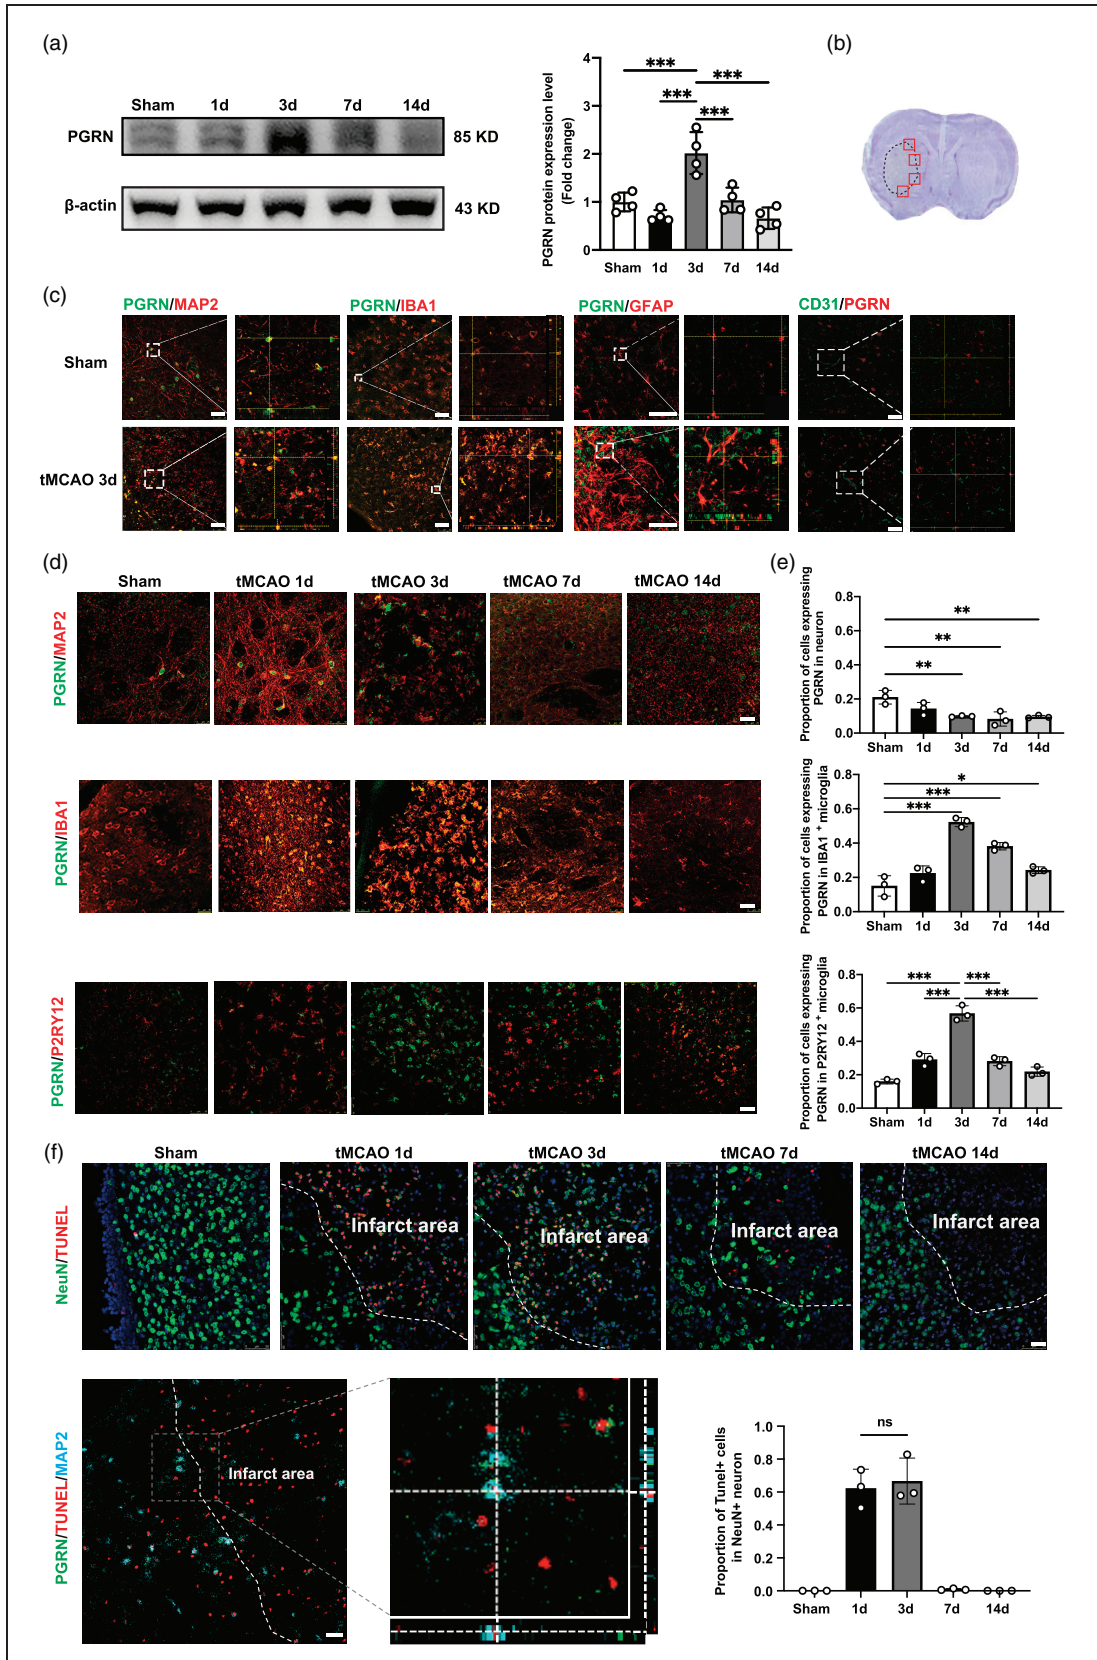 (a)
Sham 1d 3d 7d 14d
PGRN 85 KD
β-actin 43 KD
PGRN protein expression level
(Fold change)
4
3
2
1
0
*** ***
***
***
Sham 1d 3d 7d 14d
(b)
(c)
PGRN/MAP2 PGRN/IBA1 PGRN/GFAP CD31/PGRN
Sham
tMCAO 3d
(d)
Sham tMCAO 1d tMCAO 3d tMCAO 7d tMCAO 14d
PGRN/MAP2
PGRN/IBA1
PGRN/P2RY12
(e)
Proportion of cells expressing
PGRN in neuron
0.8
0.6
0.4
0.2
0.0
**
**
**
Sham 1d 3d 7d 14d
Proportion of cells expressing
PGRN in IBA1 + microglia
0.8
0.6
0.4
0.2
0.0
*
***
***
Sham 1d 3d 7d 14d
Proportion of cells expressing
PGRN in P2RY12 + microglia
0.8
0.6
0.4
0.2
0.0
*** ***
*** ***
Sham 1d 3d 7d 14d
(f)
Sham tMCAO 1d tMCAO 3d tMCAO 7d tMCAO 14d
NeuN/TUNEL
Infarct area Infarct area Infarct area Infarct area
PGRN/TUNEL/MAP2
Infarct area
Proportion of Tunel+ cells
in NeuN+ neuron
1.0
0.8
0.6
0.4
0.2
0.0
ns
Sham 1d 3d 7d 14d